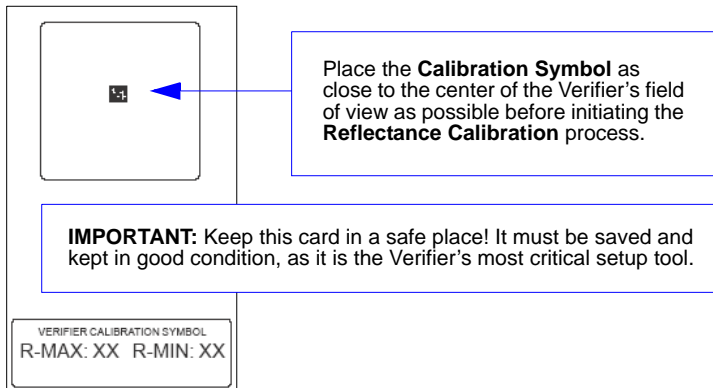 Place the Calibration Symbol as
close to the center of the Verifier's field
of view as possible before initiating the
Reflectance Calibration process.
IMPORTANT: Keep this card in a safe place! It must be saved and
kept in good condition, as it is the Verifier's most critical setup tool.
VERIFIER CALIBRATION SYMBOL
R-MAX: XX R-MIN: XX